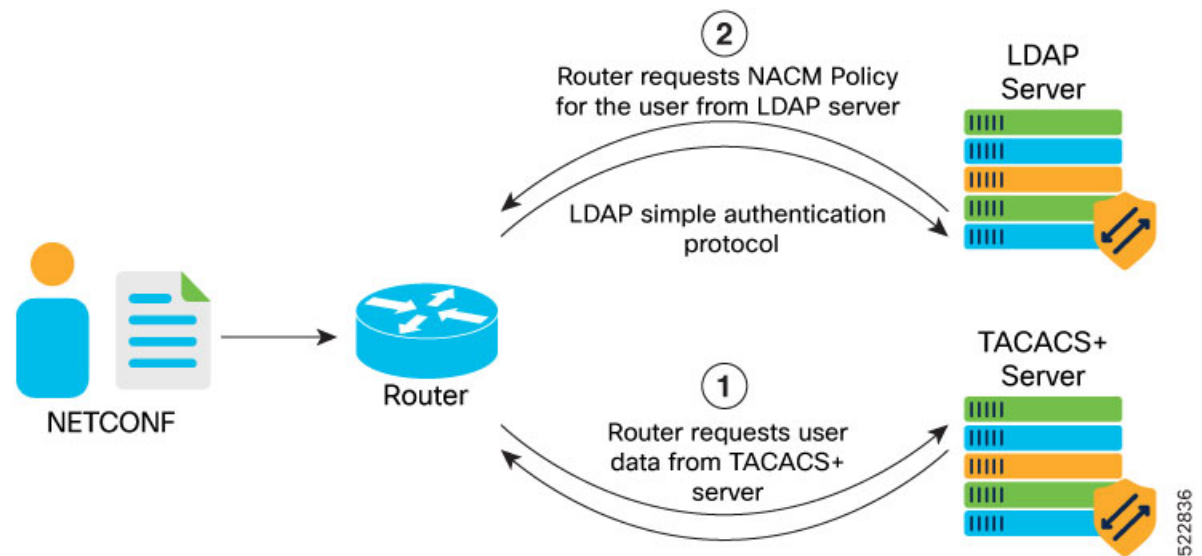 2
Router requests NACM Policy
for the user from LDAP server
LDAP
Server
LDAP simple authentication
protocol
NETCONF
Router
1
Router requests user
data from TACACS+
server
TACACS+
Server
522836